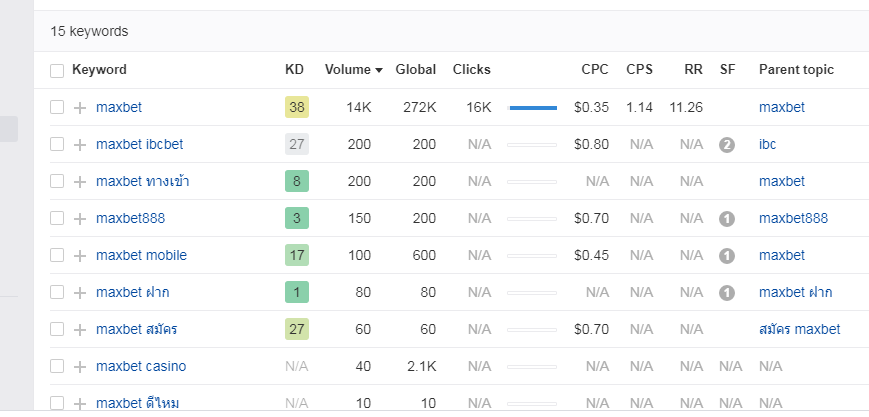 15 keywords
Keyword KD Volume Global Clicks CPC CPS RR SF Parent topic
maxbet 38 14K 272K 16K $0.35 1.14 11.26 maxbet
maxbet ibcbet 27 200 200 N/A $0.80 N/A N/A 2 ibc
maxbet ทางเข้า 8 200 200 N/A N/A N/A N/A maxbet
maxbet888 3 150 200 N/A $0.70 N/A N/A 1 maxbet888
maxbet mobile 17 100 600 N/A $0.45 N/A N/A 1 maxbet
maxbet ฝาก 1 80 80 N/A N/A N/A N/A 1 maxbet ฝาก
maxbet สมัคร 27 60 60 N/A $0.70 N/A N/A สมัคร maxbet
maxbet casino N/A 40 2.1K N/A N/A N/A N/A N/A N/A
maxbet ดีไหม N/A 10 10 N/A N/A N/A N/A N/A N/A